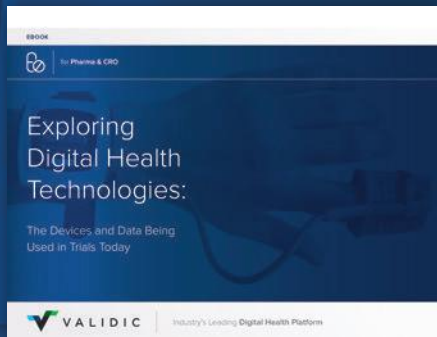 EBOOK
for Pharma & CRO
Exploring
Digital Health
Technologies:
The Devices and Data Being
Used in Trials Today
VALIDIC
Industry's Leading Digital Health Platform